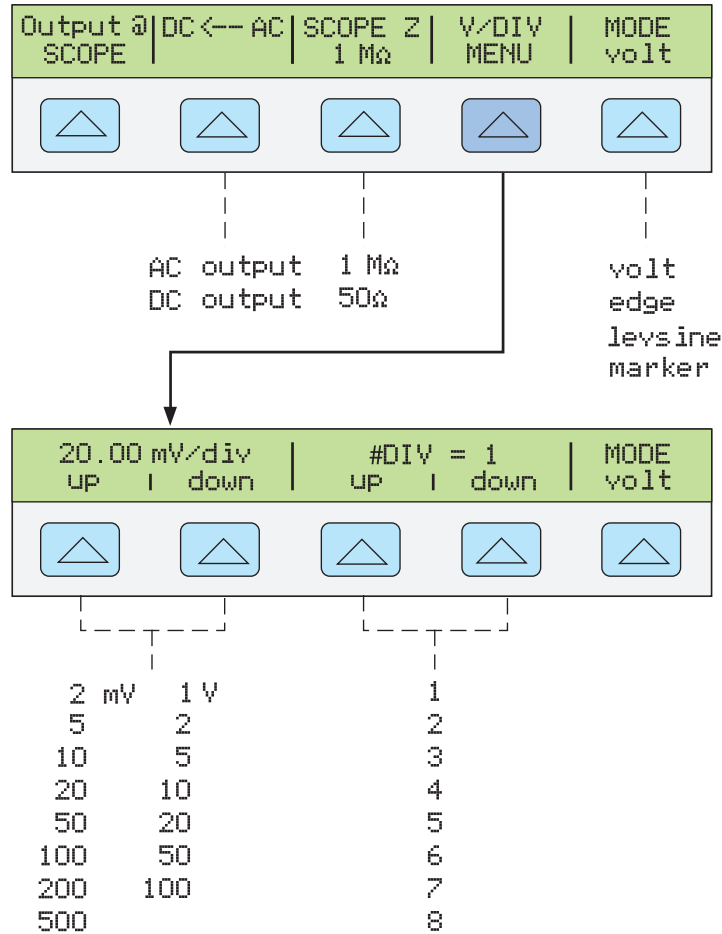 Output @ | DC<-- AC | SCOPE Z | V/DIV | MODE
SCOPE | | 1 MΩ | MENU | volt
AC output 1 MΩ volt
DC output 50Ω edge
levsine
marker
20.00 mV/div | #DIV = 1 | MODE
up | down | up | down | volt
2 mV 1 V 1
5 2 2
10 5 3
20 10 4
50 20 5
100 50 6
200 100 7
500 8